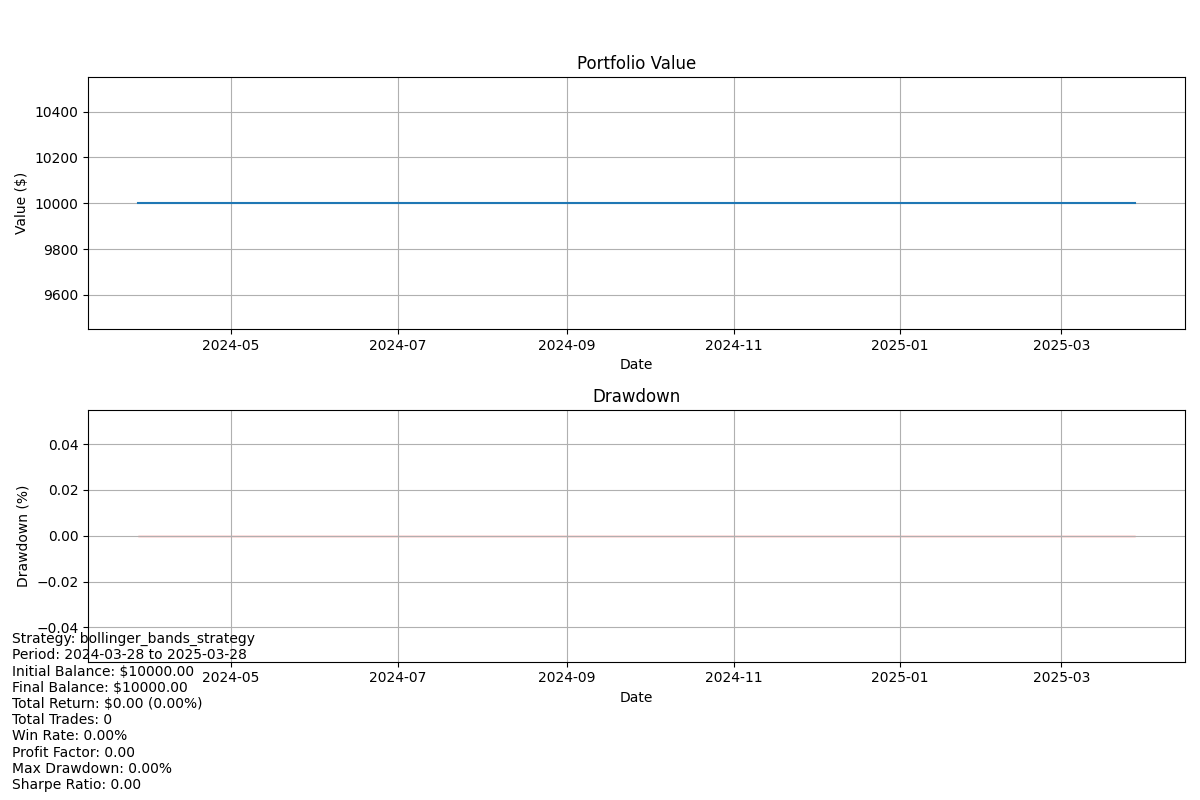 Portfolio Value
10400
10200
10000
9800
9600
Value ($)
2024-05 2024-07 2024-09 2024-11 2025-01 2025-03
Date
Drawdown
0.04
0.02
0.00
−0.02
−0.04
Drawdown (%)
2024-05 2024-07 2024-09 2024-11 2025-01 2025-03
Date
Strategy: bollinger_bands_strategy
Period: 2024-03-28 to 2025-03-28
Initial Balance: $10000.00
Final Balance: $10000.00
Total Return: $0.00 (0.00%)
Total Trades: 0
Win Rate: 0.00%
Profit Factor: 0.00
Max Drawdown: 0.00%
Sharpe Ratio: 0.00